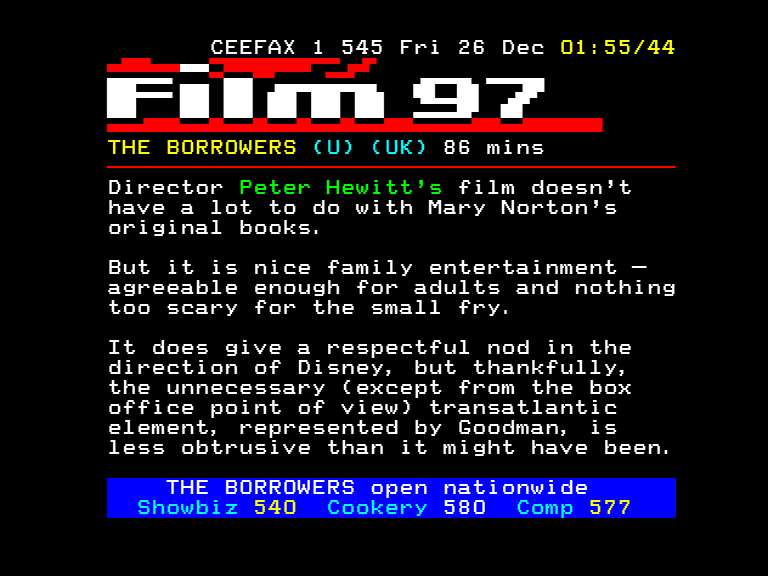 CEEFAX 1 545 Fri 26 Dec 01:55/44
Film 97
THE BORROWERS (U) (UK) 86 mins
Director Peter Hewitt's film doesn't
have a lot to do with Mary Norton's
original books.
But it is nice family entertainment –
agreeable enough for adults and nothing
too scary for the small fry.
It does give a respectful nod in the
direction of Disney, but thankfully,
the unnecessary (except from the box
office point of view) transatlantic
element, represented by Goodman, is
less obtrusive than it might have been.
THE BORROWERS open nationwide
Showbiz 540 Cookery 580 Comp 577